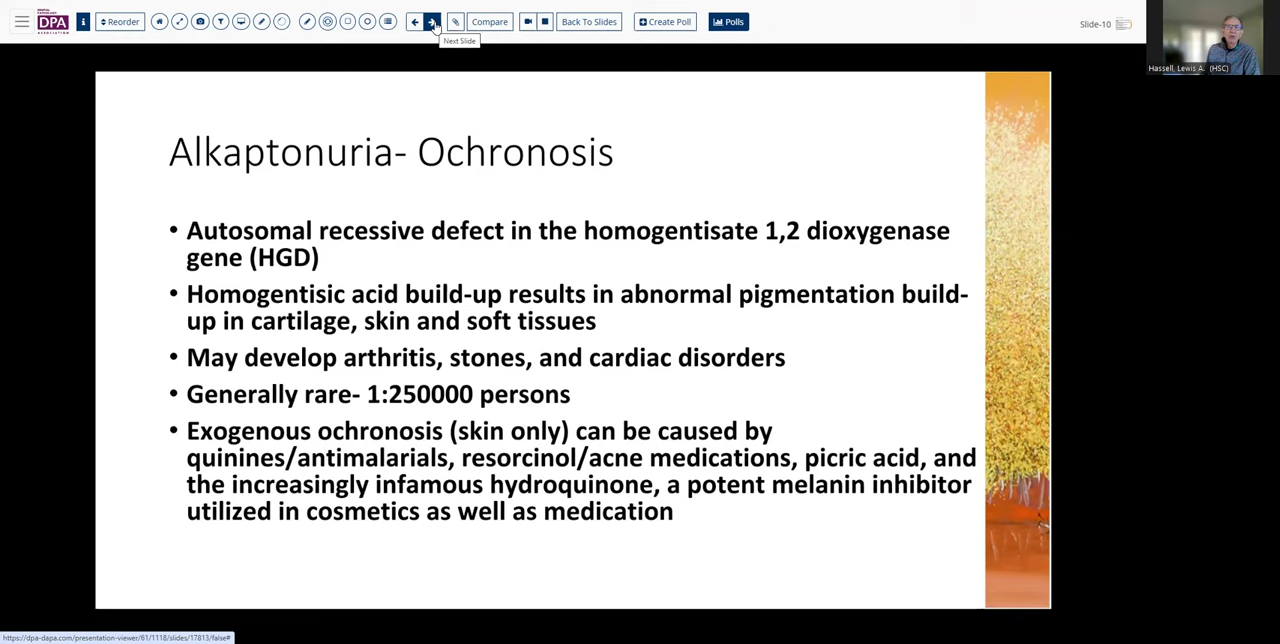 DPA
ASSOCIATION
Reorder
Compare
Back To Slides
Create Poll
Polls
Slide-10
Next Slide
Hassell, Lewis A. (HSC)
Alkaptonuria- Ochronosis
• Autosomal recessive defect in the homogentisate 1,2 dioxygenase
gene (HGD)
• Homogentisic acid build-up results in abnormal pigmentation build-
up in cartilage, skin and soft tissues
• May develop arthritis, stones, and cardiac disorders
• Generally rare- 1:250000 persons
• Exogenous ochronosis (skin only) can be caused by
quinines/antimalarials, resorcinol/acne medications, picric acid, and
the increasingly infamous hydroquinone, a potent melanin inhibitor
utilized in cosmetics as well as medication
https://dpa-dapa.com/presentation-viewer/61/1118/slides/17813/false#